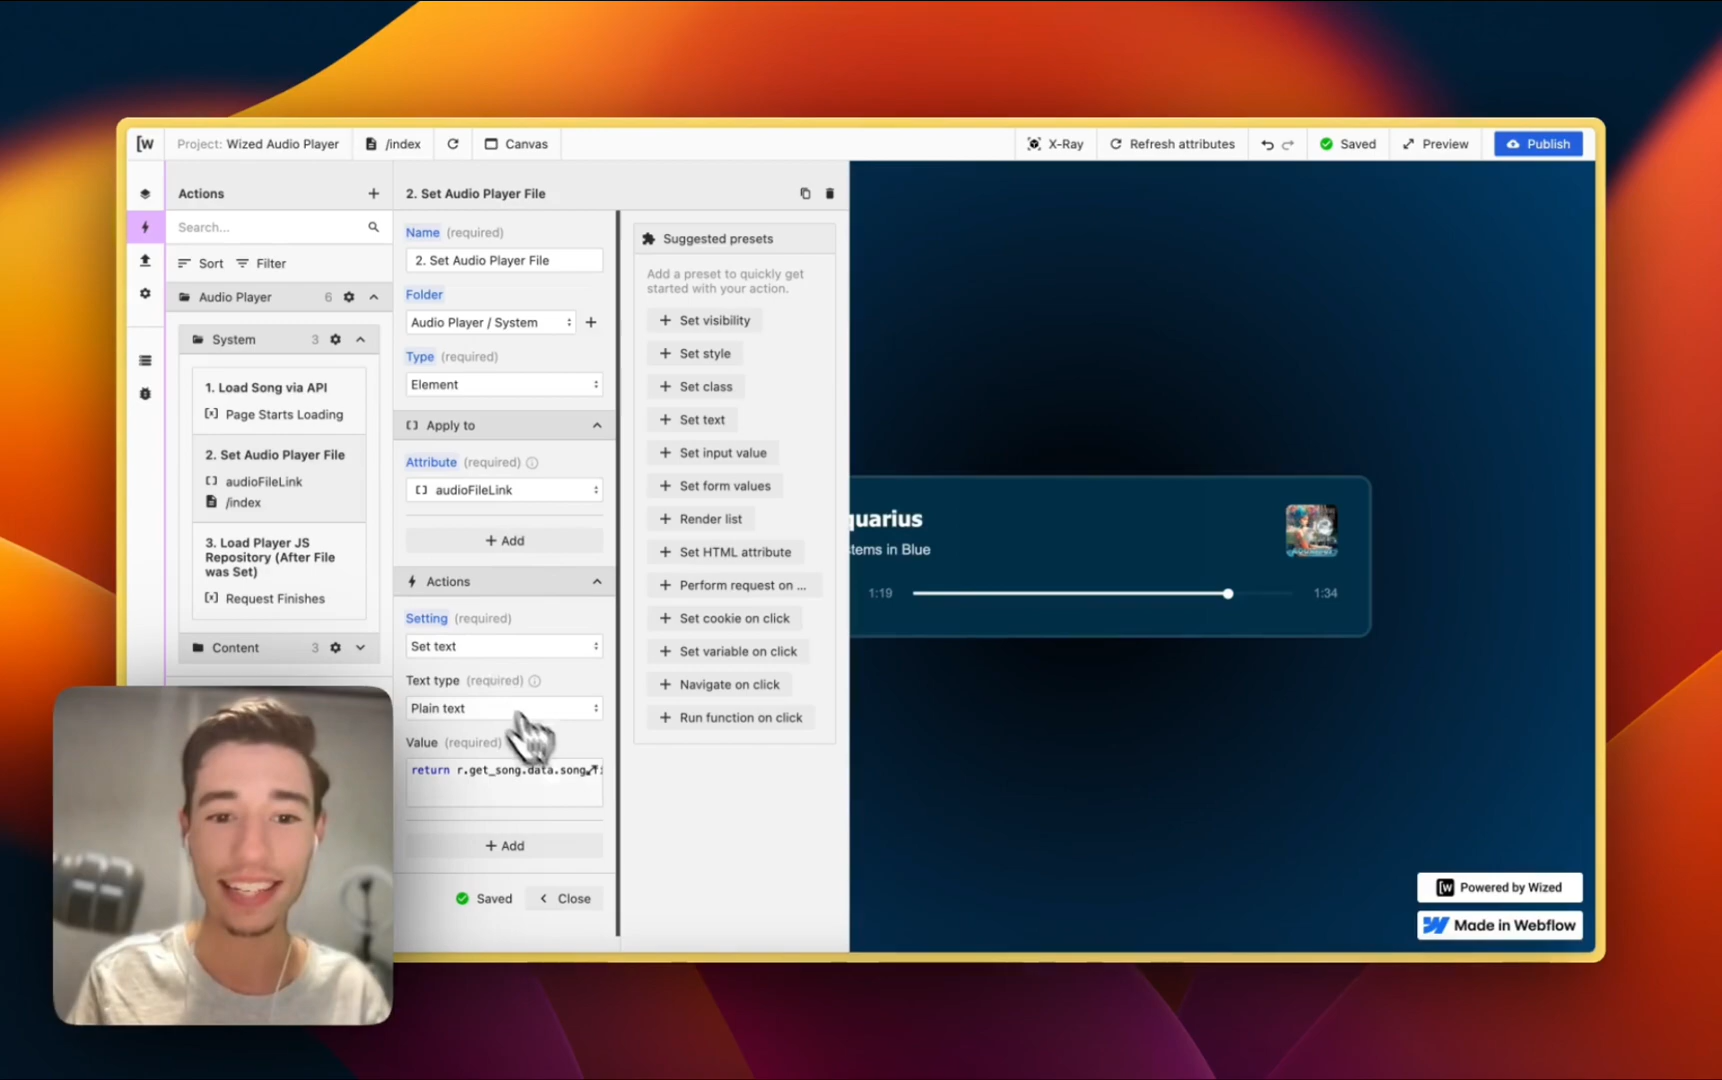 Project: Wized Audio Player
/index
Canvas
X-Ray
Refresh attributes
Saved
Preview
Publish
Actions
Search...
Sort
Filter
Audio Player 6
System 3
1. Load Song via API
Page Starts Loading
2. Set Audio Player File
audioFileLink
/index
3. Load Player JS
Repository (After File
was Set)
Request Finishes
Content 3
2. Set Audio Player File
Name (required)
2. Set Audio Player File
Folder
Audio Player / System
Type (required)
Element
Apply to
Attribute (required)
audioFileLink
+ Add
Actions
Setting (required)
Set text
Text type (required)
Plain text
Value (required)
return r.get_song.data.song
+ Add
Saved
Close
Suggested presets
Add a preset to quickly get
started with your action.
+ Set visibility
+ Set style
+ Set class
+ Set text
+ Set input value
+ Set form values
+ Render list
+ Set HTML attribute
+ Perform request on ...
+ Set cookie on click
+ Set variable on click
+ Navigate on click
+ Run function on click
quarius
tems in Blue
1:19
1:34
Powered by Wized
Made in Webflow